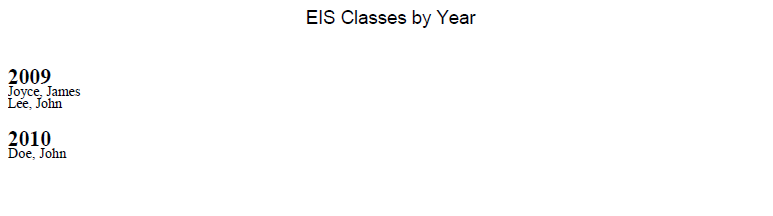 EIS Classes by Year
2009
Joyce, James
Lee, John
2010
Doe, John